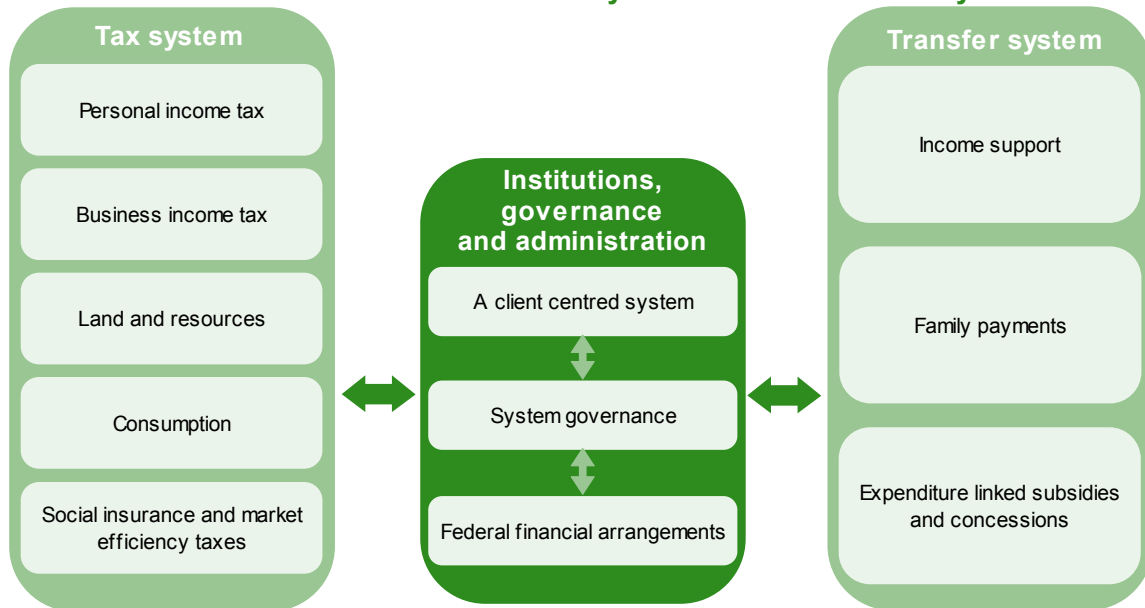 Tax system
Personal income tax
Business income tax
Land and resources
Consumption
Social insurance and market
efficiency taxes
Institutions,
governance
and administration
A client centred system
System governance
Federal financial arrangements
Transfer system
Income support
Family payments
Expenditure linked subsidies
and concessions